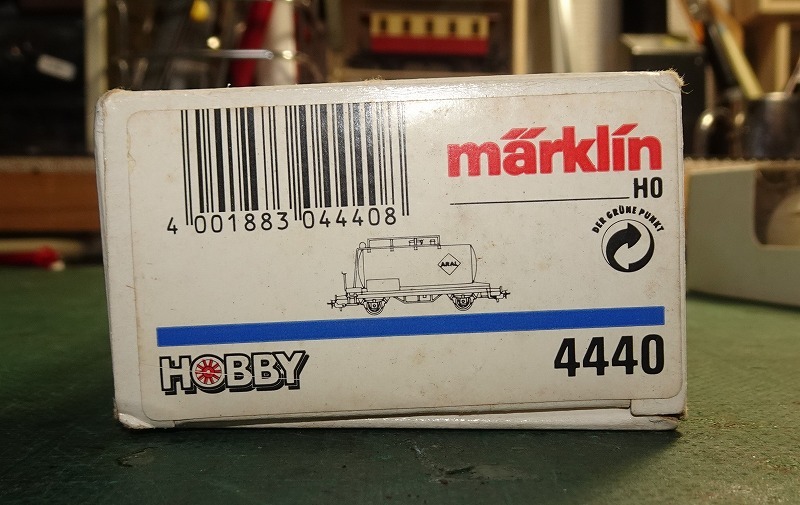 märklin
H0
4 001883 044408
DER GRÜNE PUNKT
ARAL
HOBBY
4440